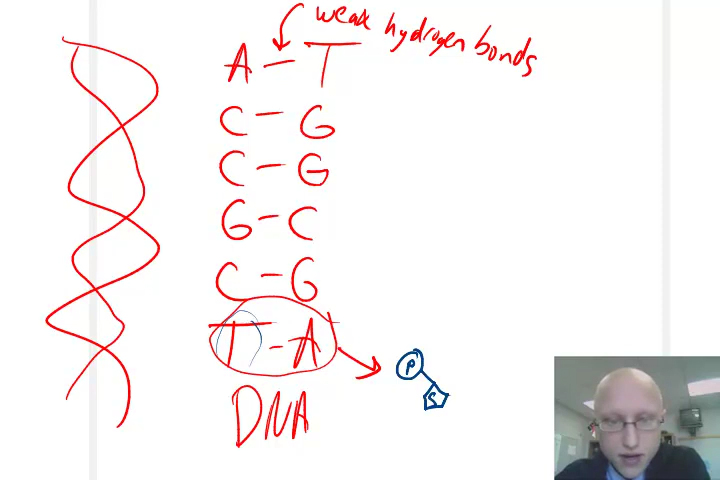 weak hydrogen bonds
A - T
C - G
C - G
G - C
C - G
T - A
P
S
DNA